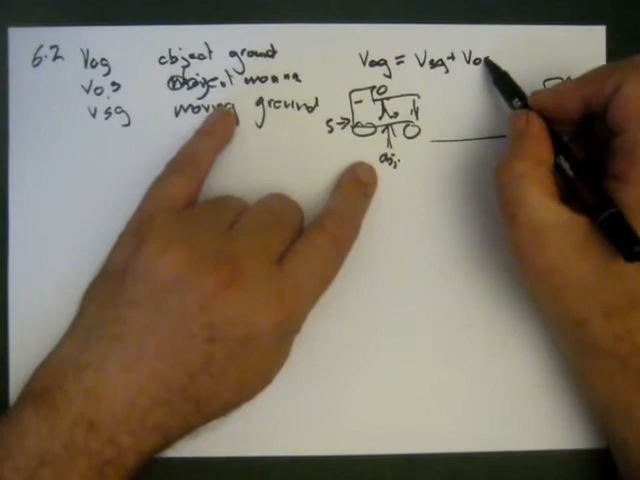 6.2 Vog object ground
Vo,s object moving
Vsg moving ground
Vog = Vsg + Vos
O
S →
obj